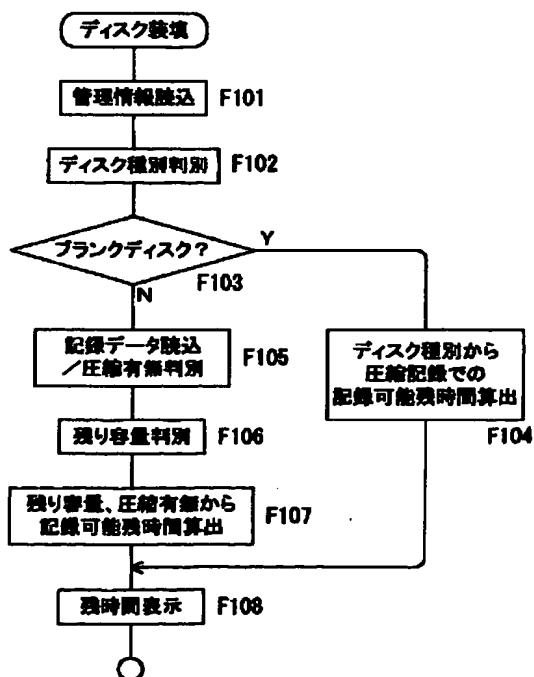 ディスク装填
管理情報読込 F101
ディスク種別判別 F102
ブランクディスク?
Y
F103
N
記録データ読込
/圧縮有無判別
F105
ディスク種別から
圧縮記録での
記録可能残時間算出
F104
残り容量判別 F106
残り容量、圧縮有無から
記録可能残時間算出
F107
残時間表示 F108